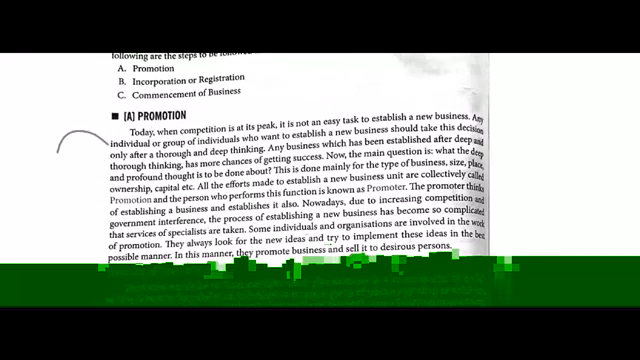 following are the steps to be followed
A. Promotion
B. Incorporation or Registration
C. Commencement of Business
[A] PROMOTION
Today, when competition is at its peak, it is not an easy task to establish a new business. Any
individual or group of individuals who want to establish a new business should take this decision
only after a thorough and deep thinking. Any business which has been established after deep and
thorough thinking, has more chances of getting success. Now, the main question is: what the deep
and profound thought is to be done about? This is done mainly for the type of business, size, place,
ownership, capital etc. All the efforts made to establish a new business unit are collectively called
Promotion and the person who performs this function is known as Promoter. The promoter thinks
of establishing a business and establishes it also. Nowadays, due to increasing competition and
government interference, the process of establishing a new business has become so complicated
that services of specialists are taken. Some individuals and organisations are involved in the work
of promotion. They always look for the new ideas and try to implement these ideas in the best
possible manner. In this manner, they promote business and sell it to desirous persons.